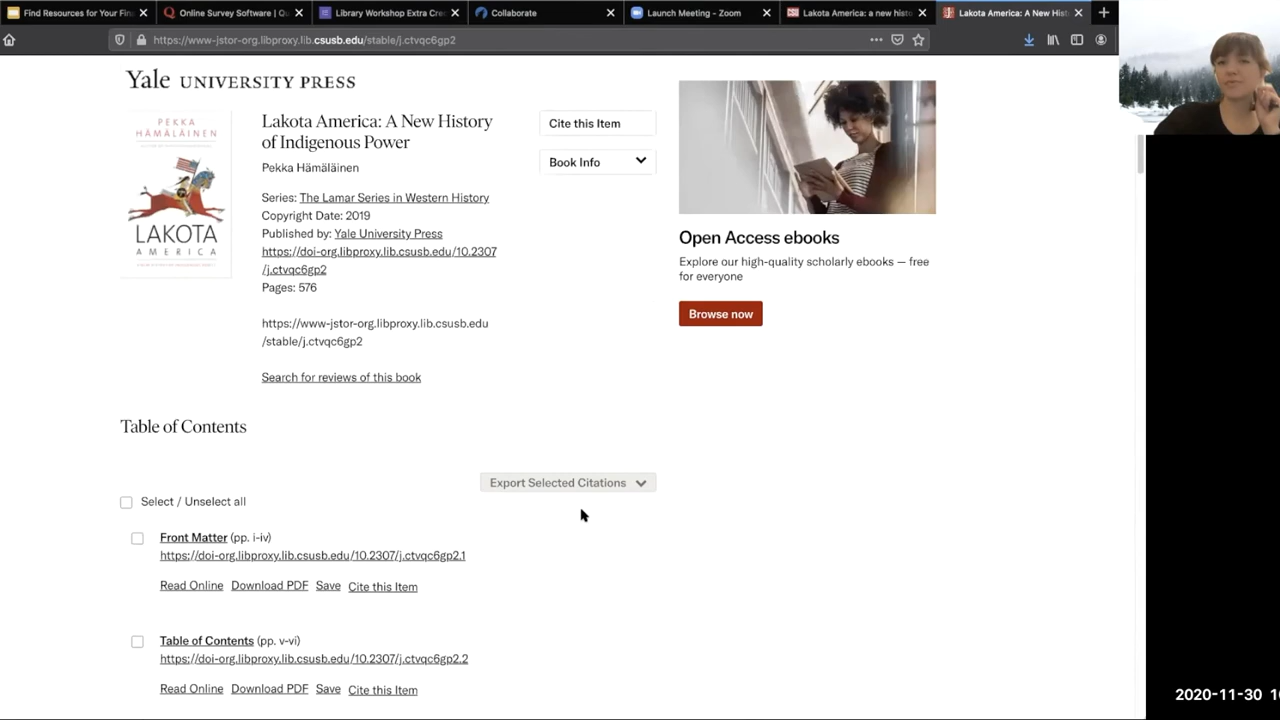 Find Resources for Your Fin
Online Survey Software | Qu
Library Workshop Extra Cre
Collaborate
Launch Meeting - Zoom
Lakota America: a new histo
Lakota America: A New Hist
https://www-jstor-org.libproxy.lib.csusb.edu/stable/j.ctvqc6gp2
Yale UNIVERSITY PRESS
PEKKA
HÄMÄLÄINEN
LAKOTA
AMERICA
Lakota America: A New History
of Indigenous Power
Pekka Hämäläinen
Series: The Lamar Series in Western History
Copyright Date: 2019
Published by: Yale University Press
https://doi-org.libproxy.lib.csusb.edu/10.2307
/j.ctvqc6gp2
Pages: 576
https://www-jstor-org.libproxy.lib.csusb.edu
/stable/j.ctvqc6gp2
Search for reviews of this book
Cite this Item
Book Info
Open Access ebooks
Explore our high-quality scholarly ebooks — free
for everyone
Browse now
Table of Contents
Export Selected Citations
Select / Unselect all
Front Matter (pp. i-iv)
https://doi-org.libproxy.lib.csusb.edu/10.2307/j.ctvqc6gp2.1
Read Online Download PDF Save Cite this Item
Table of Contents (pp. v-vi)
https://doi-org.libproxy.lib.csusb.edu/10.2307/j.ctvqc6gp2.2
Read Online Download PDF Save Cite this Item
2020-11-30 1